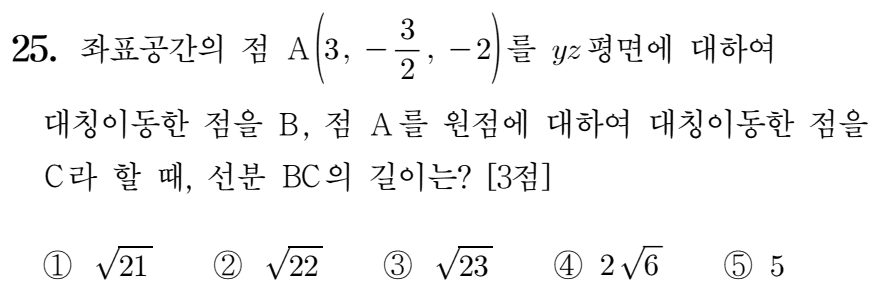 25. 좌표공간의 점 A(3, -3/2, -2)를 yz평면에 대하여
대칭이동한 점을 B, 점 A를 원점에 대하여 대칭이동한 점을
C라 할 때, 선분 BC의 길이는? [3점]
① √21 ② √22 ③ √23 ④ 2√6 ⑤ 5